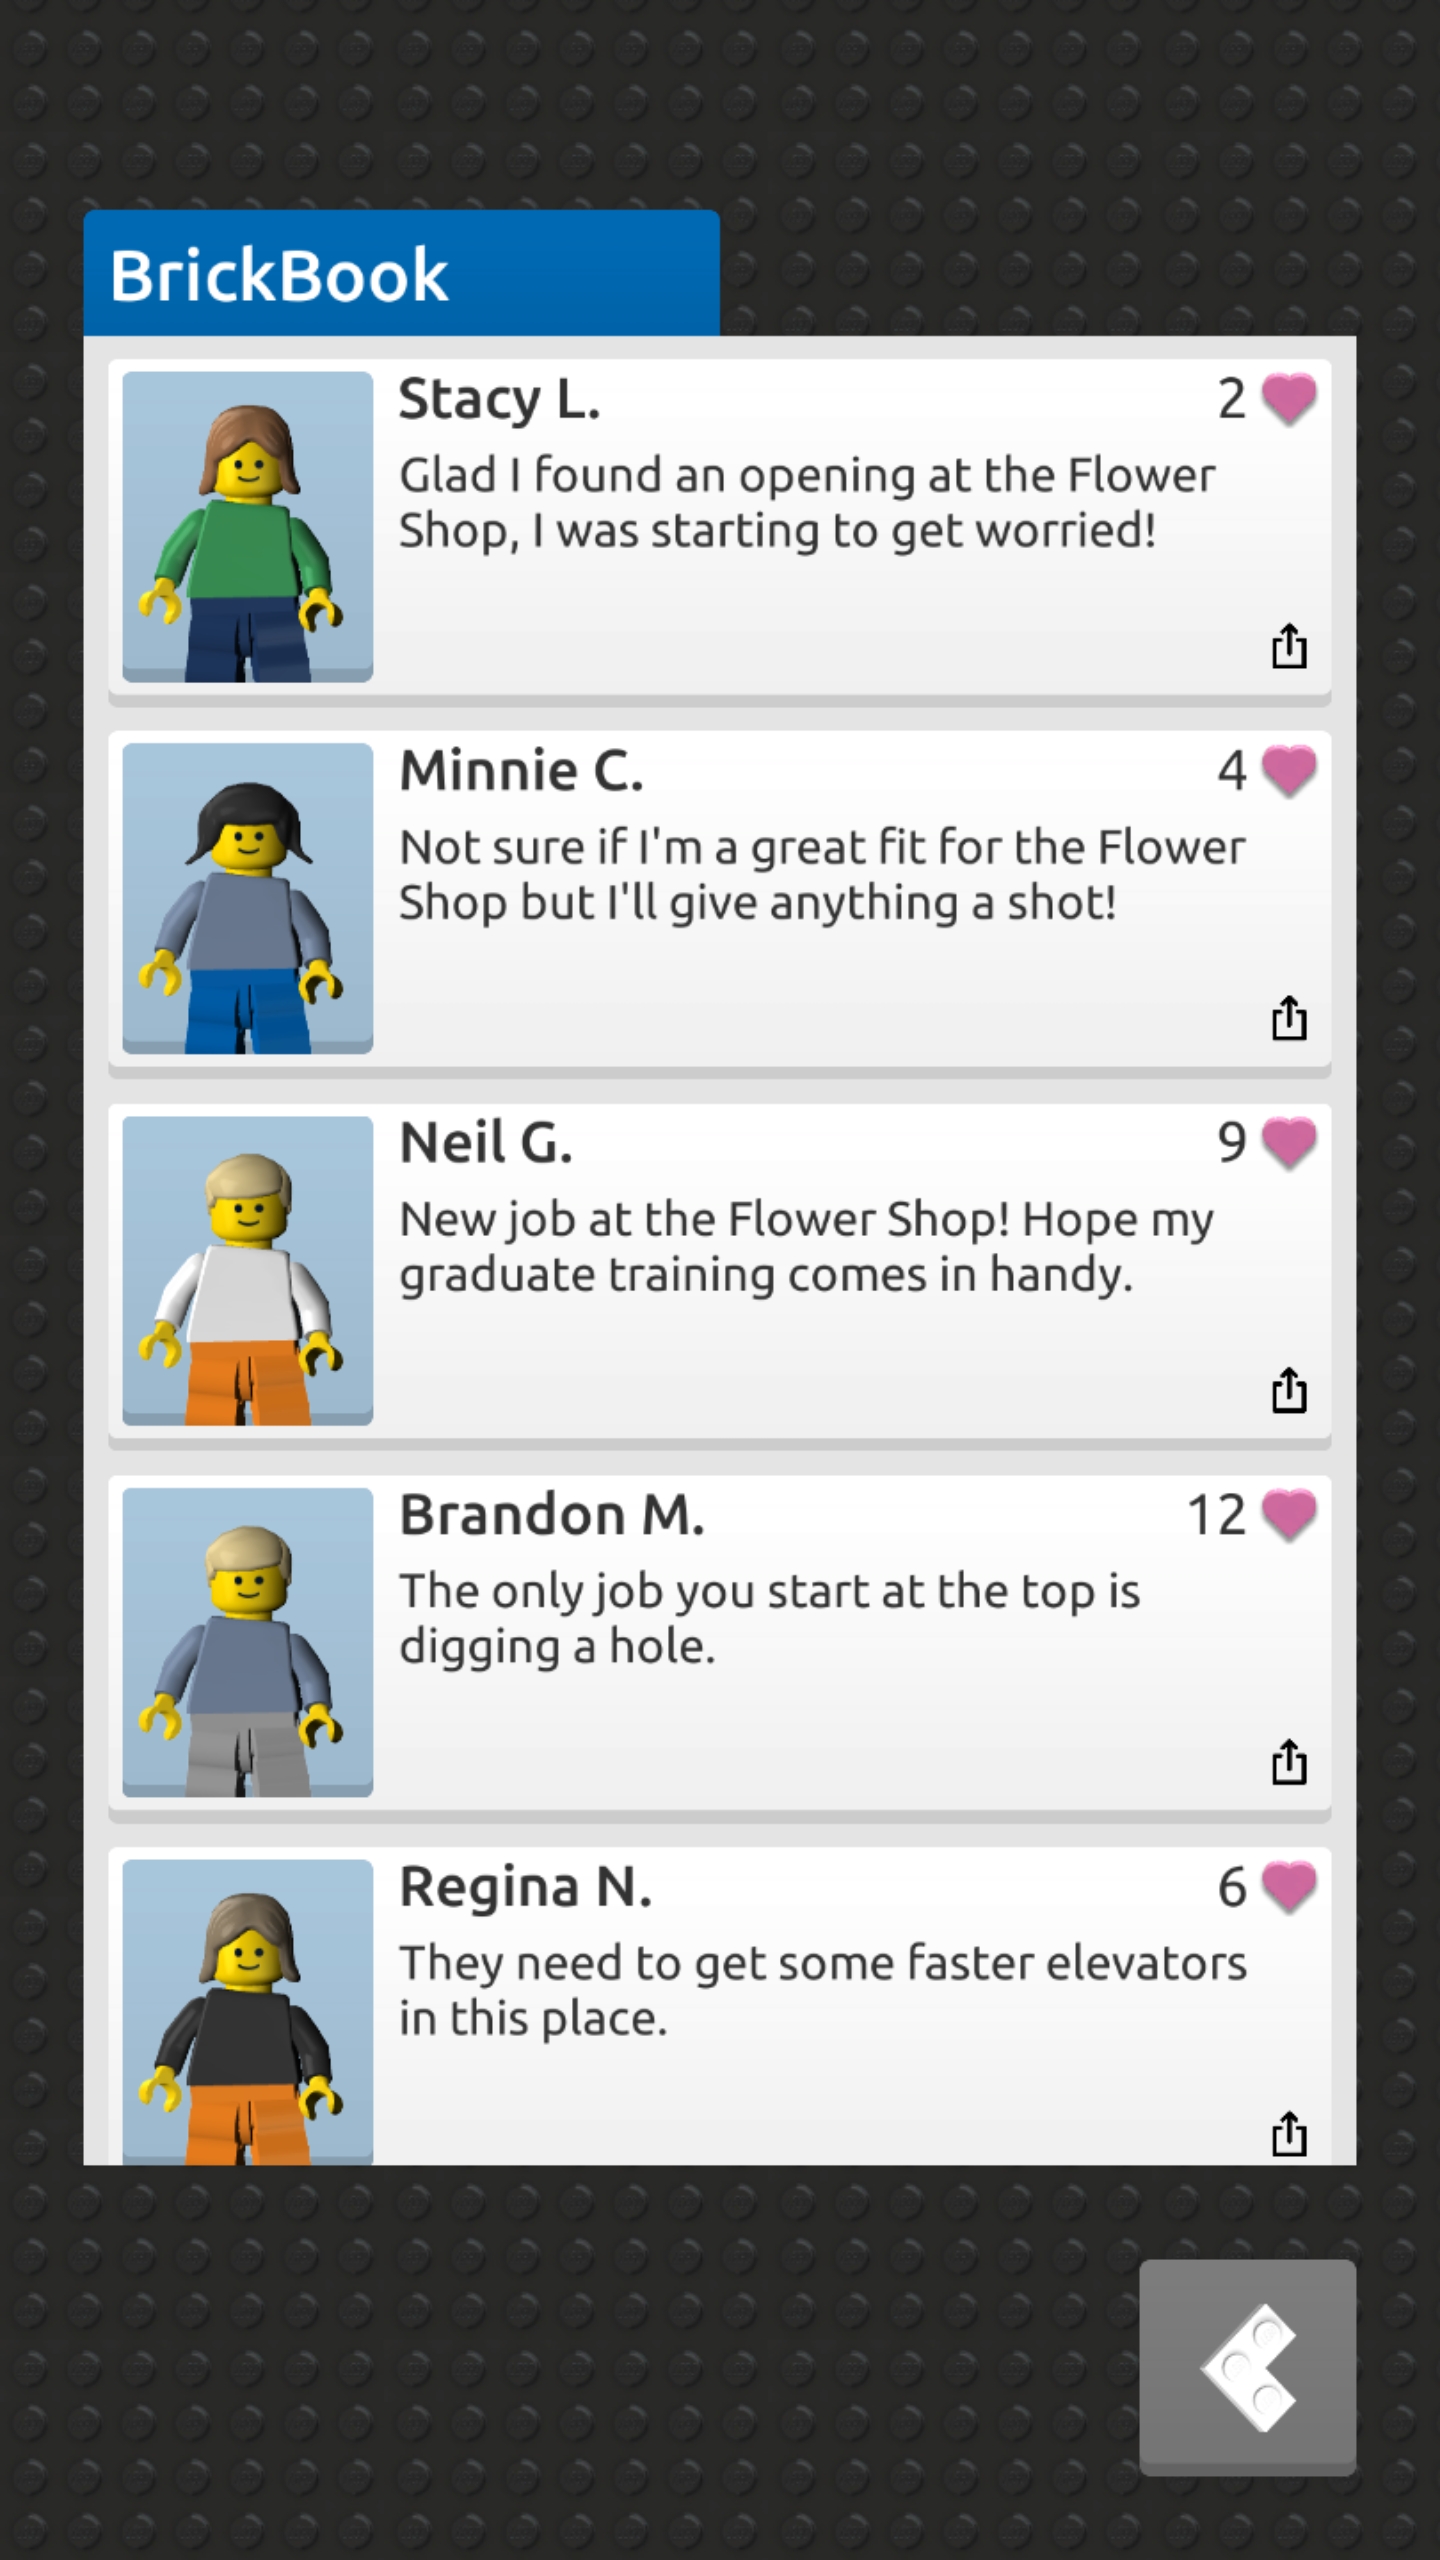 BrickBook
Stacy L.
2
Glad I found an opening at the Flower
Shop, I was starting to get worried!
Minnie C.
4
Not sure if I'm a great fit for the Flower
Shop but I'll give anything a shot!
Neil G.
9
New job at the Flower Shop! Hope my
graduate training comes in handy.
Brandon M.
12
The only job you start at the top is
digging a hole.
Regina N.
6
They need to get some faster elevators
in this place.